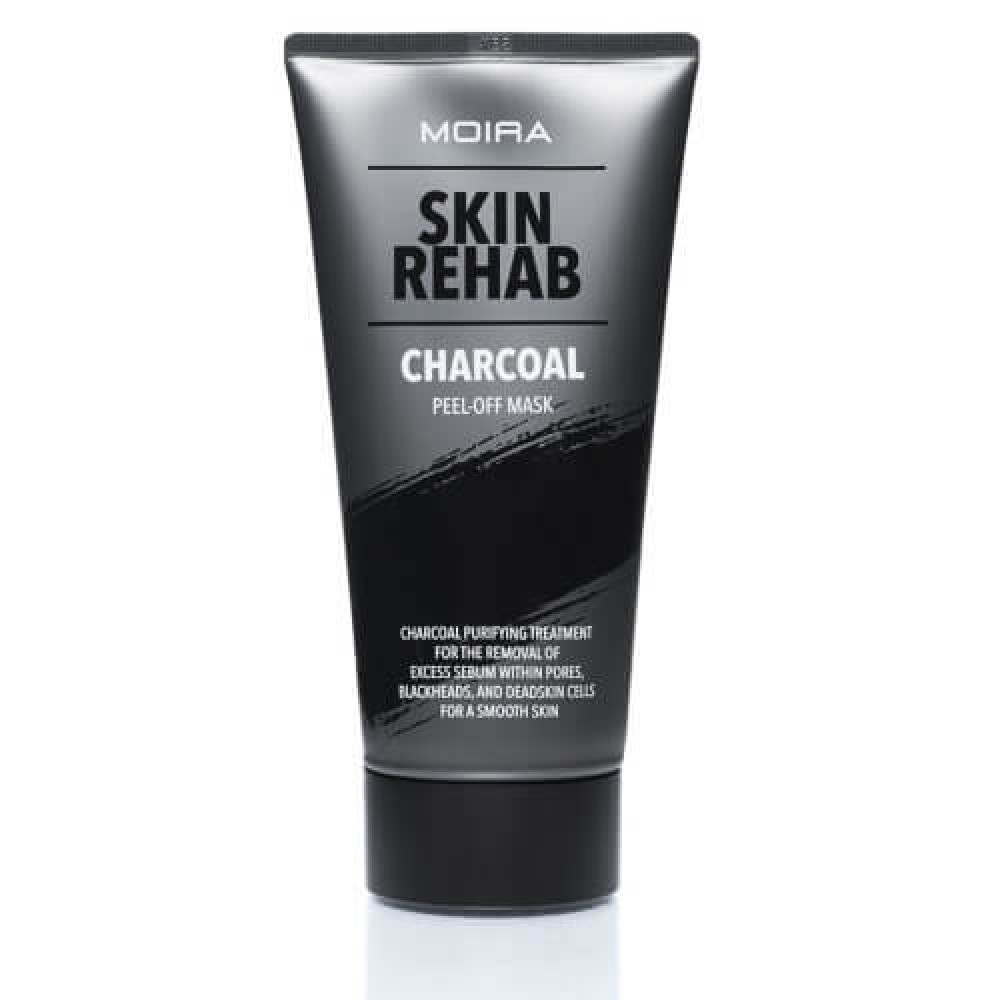 MOIRA
SKIN
REHAB
CHARCOAL
PEEL-OFF MASK
CHARCOAL PURIFYING TREATMENT
FOR THE REMOVAL OF
EXCESS SEBUM WITHIN PORES,
BLACKHEADS, AND DEADSKIN CELLS
FOR A SMOOTH SKIN